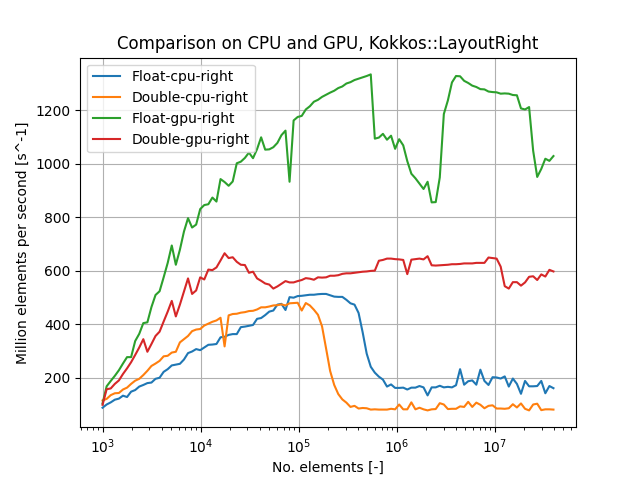 Comparison on CPU and GPU, Kokkos::LayoutRight
Float-cpu-right
Double-cpu-right
Float-gpu-right
Double-gpu-right
Million elements per second [s^-1]
1200
1000
800
600
400
200
10³ 10⁴ 10⁵ 10⁶ 10⁷
No. elements [-]